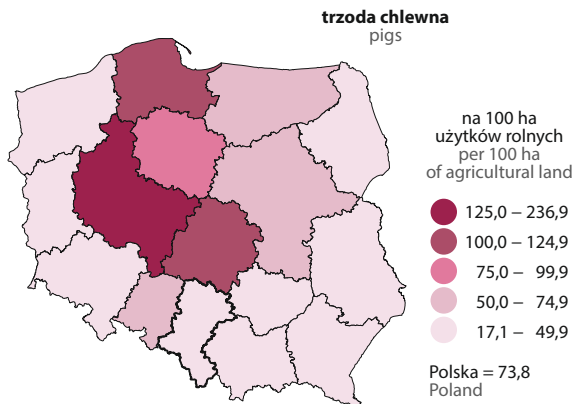 trzoda chlewna
pigs
na 100 ha
użytków rolnych
per 100 ha
of agricultural land
125,0 – 236,9
100,0 – 124,9
75,0 – 99,9
50,0 – 74,9
17,1 – 49,9
Polska = 73,8
Poland